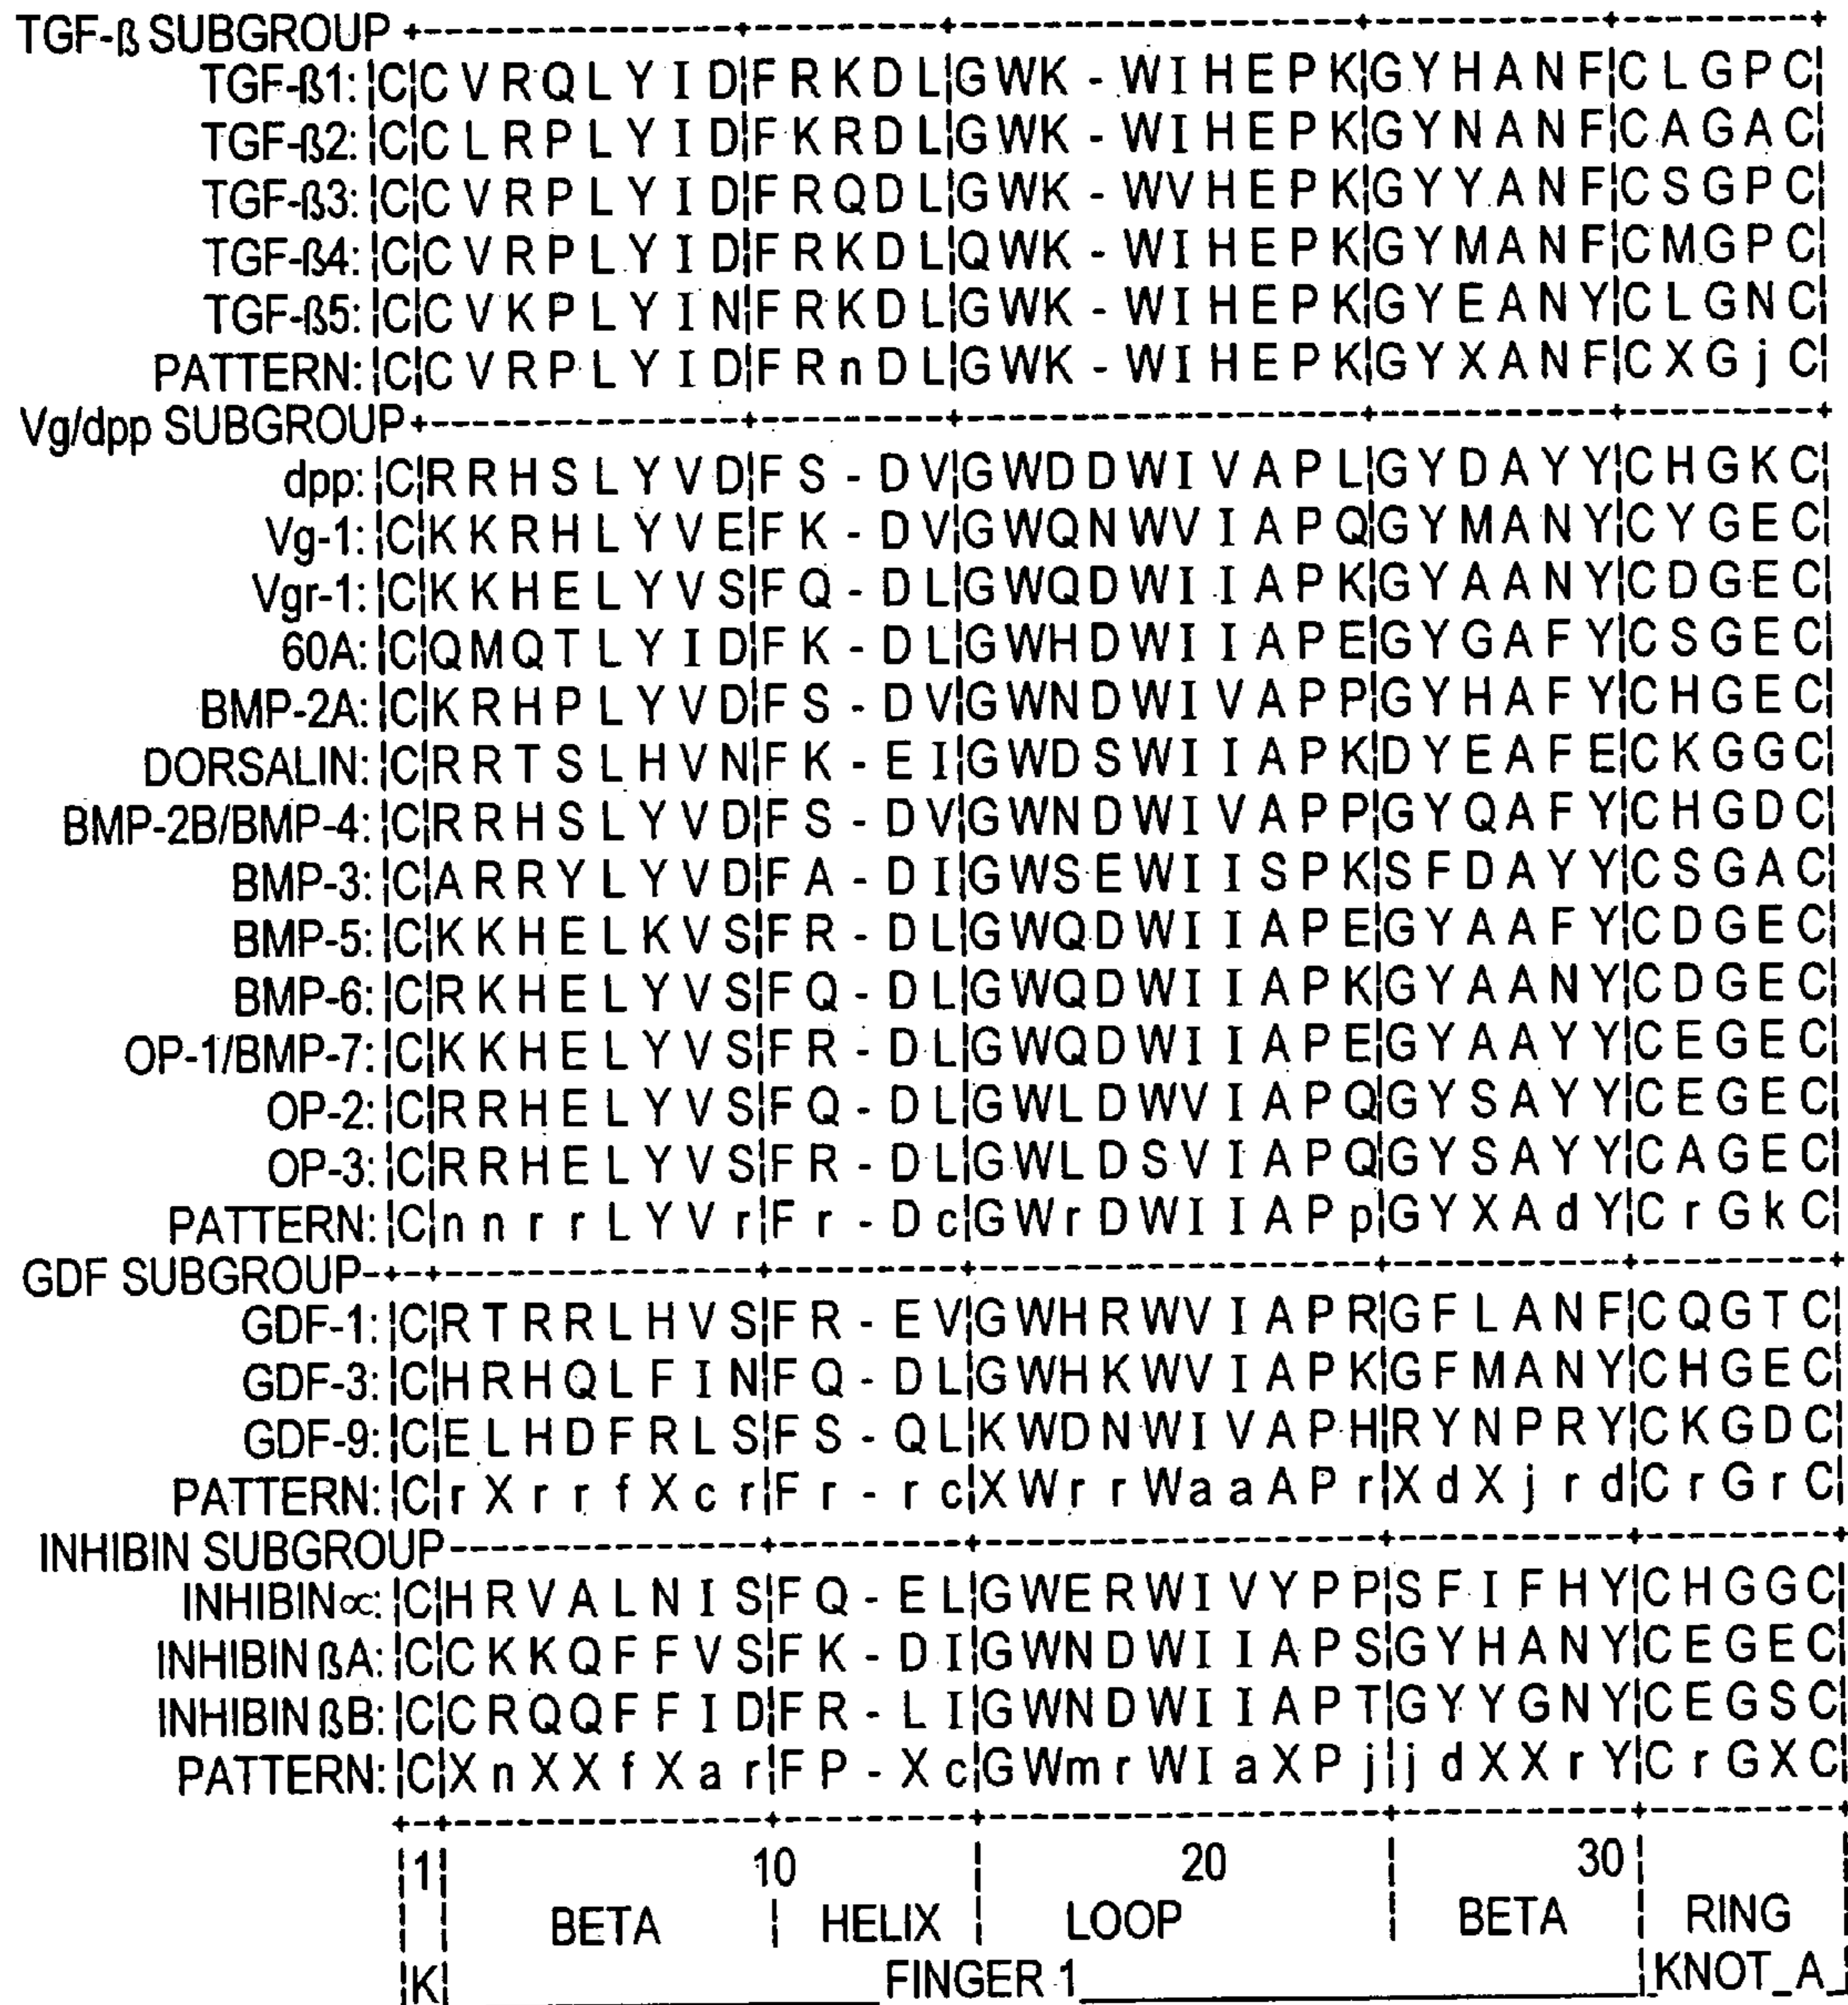 TGF-ß SUBGROUP +---------------+---------+-------------------+-----------+---------+
TGF-ß1: |C|C V R Q L Y I D|F R K D L|G W K - W I H E P K|G Y H A N F|C L G P C|
TGF-ß2: |C|C L R P L Y I D|F K R D L|G W K - W I H E P K|G Y N A N F|C A G A C|
TGF-ß3: |C|C V R P L Y I D|F R Q D L|G W K - W V H E P K|G Y Y A N F|C S G P C|
TGF-ß4: |C|C V R P L Y I D|F R K D L|Q W K - W I H E P K|G Y M A N F|C M G P C|
TGF-ß5: |C|C V K P L Y I N|F R K D L|G W K - W I H E P K|G Y E A N Y|C L G N C|
PATTERN: |C|C V R P L Y I D|F R n D L|G W K - W I H E P K|G Y X A N F|C X G j C|
Vg/dpp SUBGROUP+---------------+---------+-------------------+-----------+---------+
dpp: |C|R R H S L Y V D|F S - D V|G W D D W I V A P L|G Y D A Y Y|C H G K C|
Vg-1: |C|K K R H L Y V E|F K - D V|G W Q N W V I A P Q|G Y M A N Y|C Y G E C|
Vgr-1: |C|K K H E L Y V S|F Q - D L|G W Q D W I I A P K|G Y A A N Y|C D G E C|
60A: |C|Q M Q T L Y I D|F K - D L|G W H D W I I A P E|G Y G A F Y|C S G E C|
BMP-2A: |C|K R H P L Y V D|F S - D V|G W N D W I V A P P|G Y H A F Y|C H G E C|
DORSALIN: |C|R R T S L H V N|F K - E I|G W D S W I I A P K|D Y E A F E|C K G G C|
BMP-2B/BMP-4: |C|R R H S L Y V D|F S - D V|G W N D W I V A P P|G Y Q A F Y|C H G D C|
BMP-3: |C|A R R Y L Y V D|F A - D I|G W S E W I I S P K|S F D A Y Y|C S G A C|
BMP-5: |C|K K H E L K V S|F R - D L|G W Q D W I I A P E|G Y A A F Y|C D G E C|
BMP-6: |C|R K H E L Y V S|F Q - D L|G W Q D W I I A P K|G Y A A N Y|C D G E C|
OP-1/BMP-7: |C|K K H E L Y V S|F R - D L|G W Q D W I I A P E|G Y A A Y Y|C E G E C|
OP-2: |C|R R H E L Y V S|F Q - D L|G W L D W V I A P Q|G Y S A Y Y|C E G E C|
OP-3: |C|R R H E L Y V S|F R - D L|G W L D S V I A P Q|G Y S A Y Y|C A G E C|
PATTERN: |C|n n r r L Y V r|F r - D c|G W r D W I I A P p|G Y X A d Y|C r G k C|
GDF SUBGROUP-+-+---------------+---------+-------------------+-----------+---------+
GDF-1: |C|R T R R L H V S|F R - E V|G W H R W V I A P R|G F L A N F|C Q G T C|
GDF-3: |C|H R H Q L F I N|F Q - D L|G W H K W V I A P K|G F M A N Y|C H G E C|
GDF-9: |C|E L H D F R L S|F S - Q L|K W D N W I V A P H|R Y N P R Y|C K G D C|
PATTERN: |C|r X r r f X c r|F r - r c|X W r r W a a A P r|X d X j r d|C r G r C|
INHIBIN SUBGROUP---------------+---------+-------------------+-----------+---------+
INHIBIN∝: |C|H R V A L N I S|F Q - E L|G W E R W I V Y P P|S F I F H Y|C H G G C|
INHIBIN ßA: |C|C K K Q F F V S|F K - D I|G W N D W I I A P S|G Y H A N Y|C E G E C|
INHIBIN ßB: |C|C R Q Q F F I D|F R - L I|G W N D W I I A P T|G Y Y G N Y|C E G S C|
PATTERN: |C|X n X X f X a r|F P - X c|G W m r W I a X P j|j d X X r Y|C r G X C|
+-+---------------+---------+-------------------+-----------+---------+
|1| 10 | 20 | 30| |
| | BETA | HELIX | LOOP | BETA | RING
|K| FINGER 1 |KNOT_A|